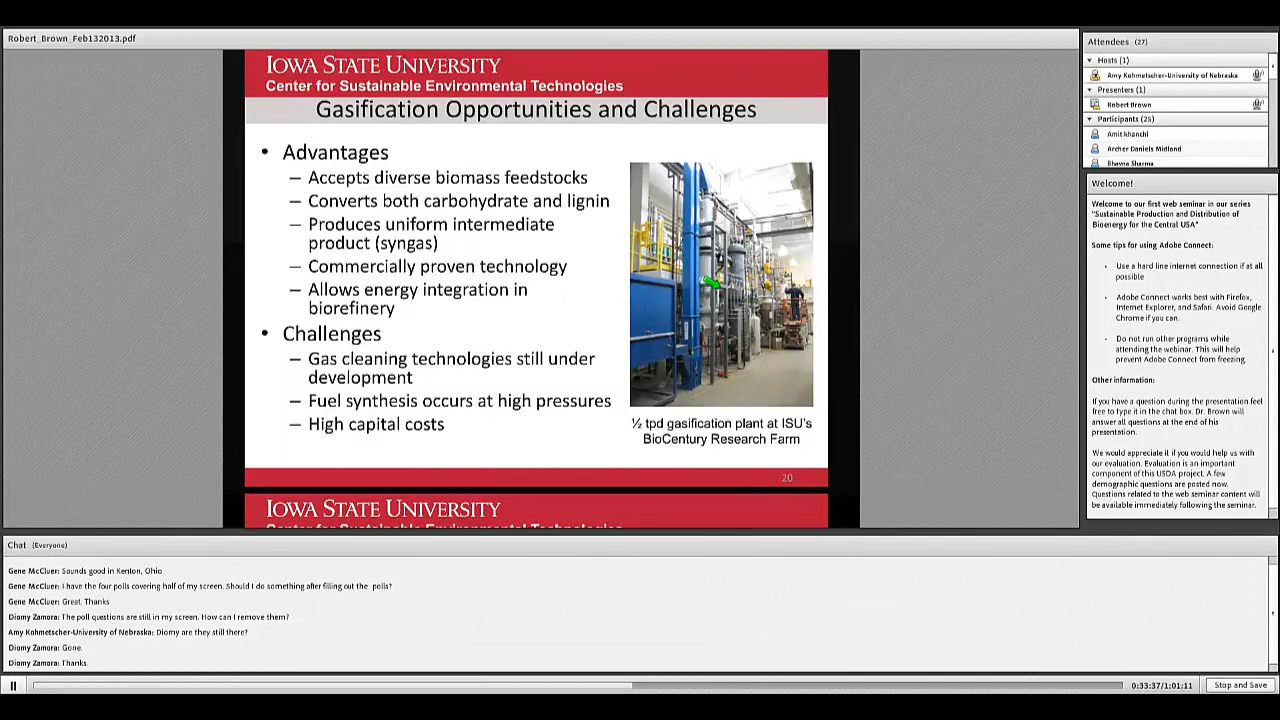 Robert_Brown_Feb132013.pdf
IOWA STATE UNIVERSITY
Center for Sustainable Environmental Technologies
Gasification Opportunities and Challenges
• Advantages
– Accepts diverse biomass feedstocks
– Converts both carbohydrate and lignin
– Produces uniform intermediate
product (syngas)
– Commercially proven technology
– Allows energy integration in
biorefinery
• Challenges
– Gas cleaning technologies still under
development
– Fuel synthesis occurs at high pressures
– High capital costs
½ tpd gasification plant at ISU's
BioCentury Research Farm
20
IOWA STATE UNIVERSITY
Center for Sustainable Environmental Technologies
Attendees (27)
Hosts (1)
Amy Kohmetscher-University of Nebraska
Presenters (1)
Robert Brown
Participants (25)
Amit khanchi
Archer Daniels Midland
Bhavna Sharma
Welcome!
Welcome to our first web seminar in our series
"Sustainable Production and Distribution of
Bioenergy for the Central USA"
Some tips for using Adobe Connect:
• Use a hard line internet connection if at all
possible
• Adobe Connect works best with Firefox,
Internet Explorer, and Safari. Avoid Google
Chrome if you can.
• Do not run other programs while
attending the webinar. This will help
prevent Adobe Connect from freezing.
Other information:
If you have a question during the presentation feel
free to type it in the chat box. Dr. Brown will
answer all questions at the end of his
presentation.
We would appreciate it if you would help us with
our evaluation. Evaluation is an important
component of this USDA project. A few
demographic questions are posted now.
Questions related to the web seminar content will
be available immediately following the seminar.
Chat (Everyone)
Gene McCluer: Sounds good in Kenton, Ohio
Gene McCluer: I have the four polls covering half of my screen. Should I do something after filling out the polls?
Gene McCluer: Great. Thanks
Diomy Zamora: The poll questions are still in my screen. How can I remove them?
Amy Kohmetscher-University of Nebraska: Diomy are they still there?
Diomy Zamora: Gone.
Diomy Zamora: Thanks.
0:33:37/1:01:11
Stop and Save